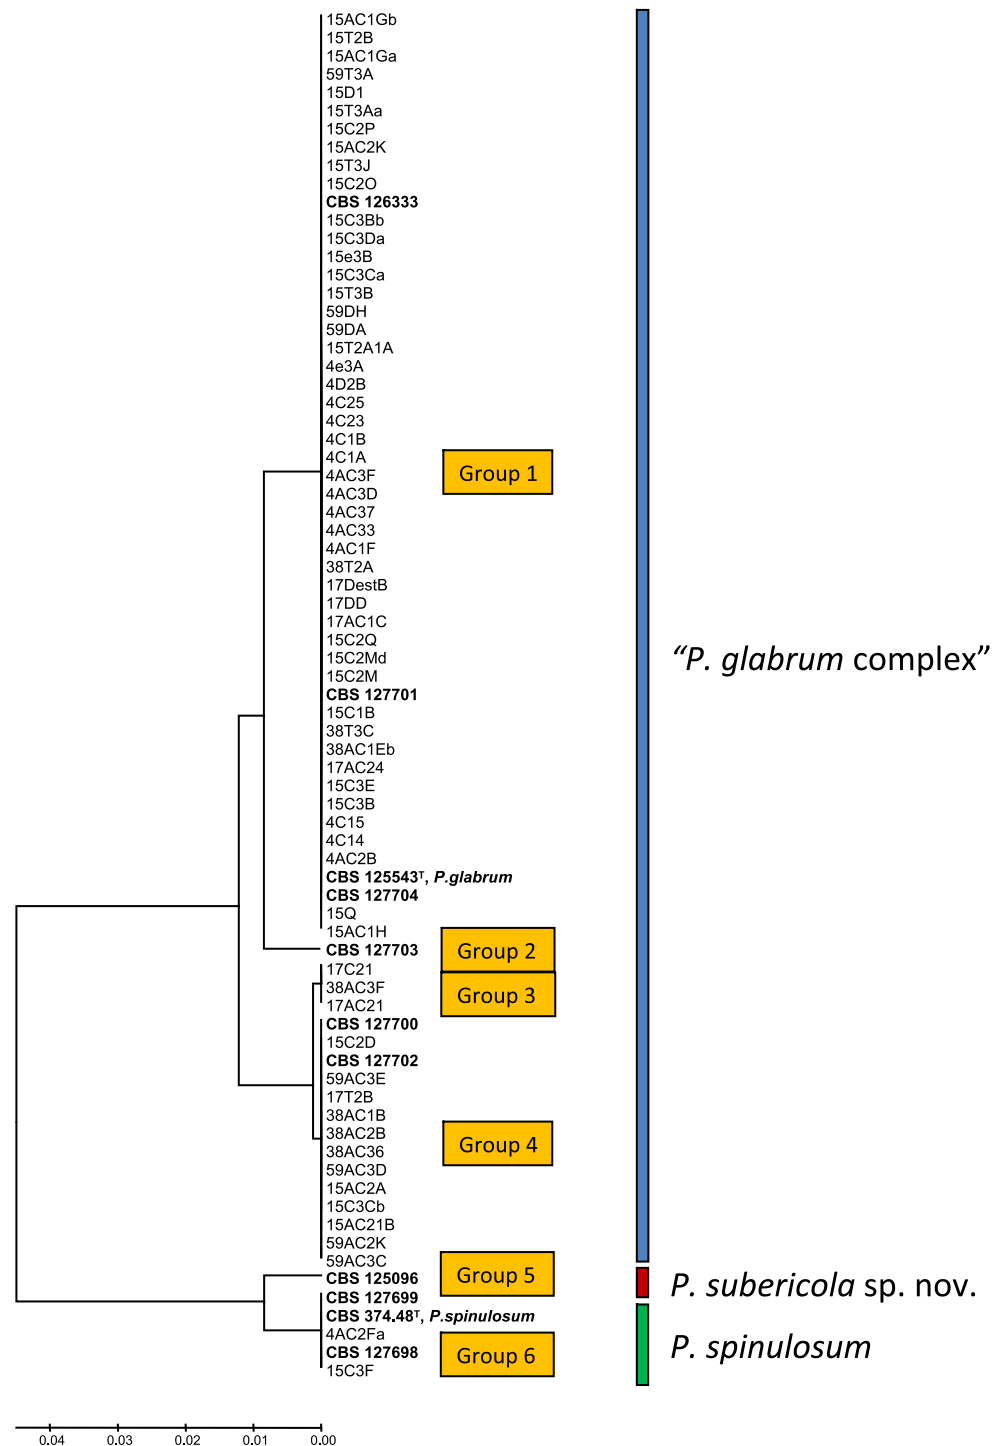 15AC1Gb
15T2B
15AC1Ga
59T3A
15D1
15T3Aa
15C2P
15AC2K
15T3J
15C2O
CBS 126333
15C3Bb
15C3Da
15e3B
15C3Ca
15T3B
59DH
59DA
15T2A1A
4e3A
4D2B
4C25
4C23
4C1B
4C1A
4AC3F
Group 1
4AC3D
4AC37
4AC33
4AC1F
38T2A
17DestB
17DD
17AC1C
15C2Q
15C2Md
“P. glabrum complex”
15C2M
CBS 127701
15C1B
38T3C
38AC1Eb
17AC24
15C3E
15C3B
4C15
4C14
4AC2B
CBS 125543ᵀ, P.glabrum
CBS 127704
15Q
15AC1H
CBS 127703
Group 2
17C21
38AC3F
Group 3
17AC21
CBS 127700
15C2D
CBS 127702
59AC3E
17T2B
38AC1B
38AC2B
Group 4
38AC36
59AC3D
15AC2A
15C3Cb
15AC21B
59AC2K
59AC3C
CBS 125096
Group 5
P. subericola sp. nov.
CBS 127699
CBS 374.48ᵀ, P.spinulosum
4AC2Fa
P. spinulosum
CBS 127698
Group 6
15C3F
0.04 0.03 0.02 0.01 0.00